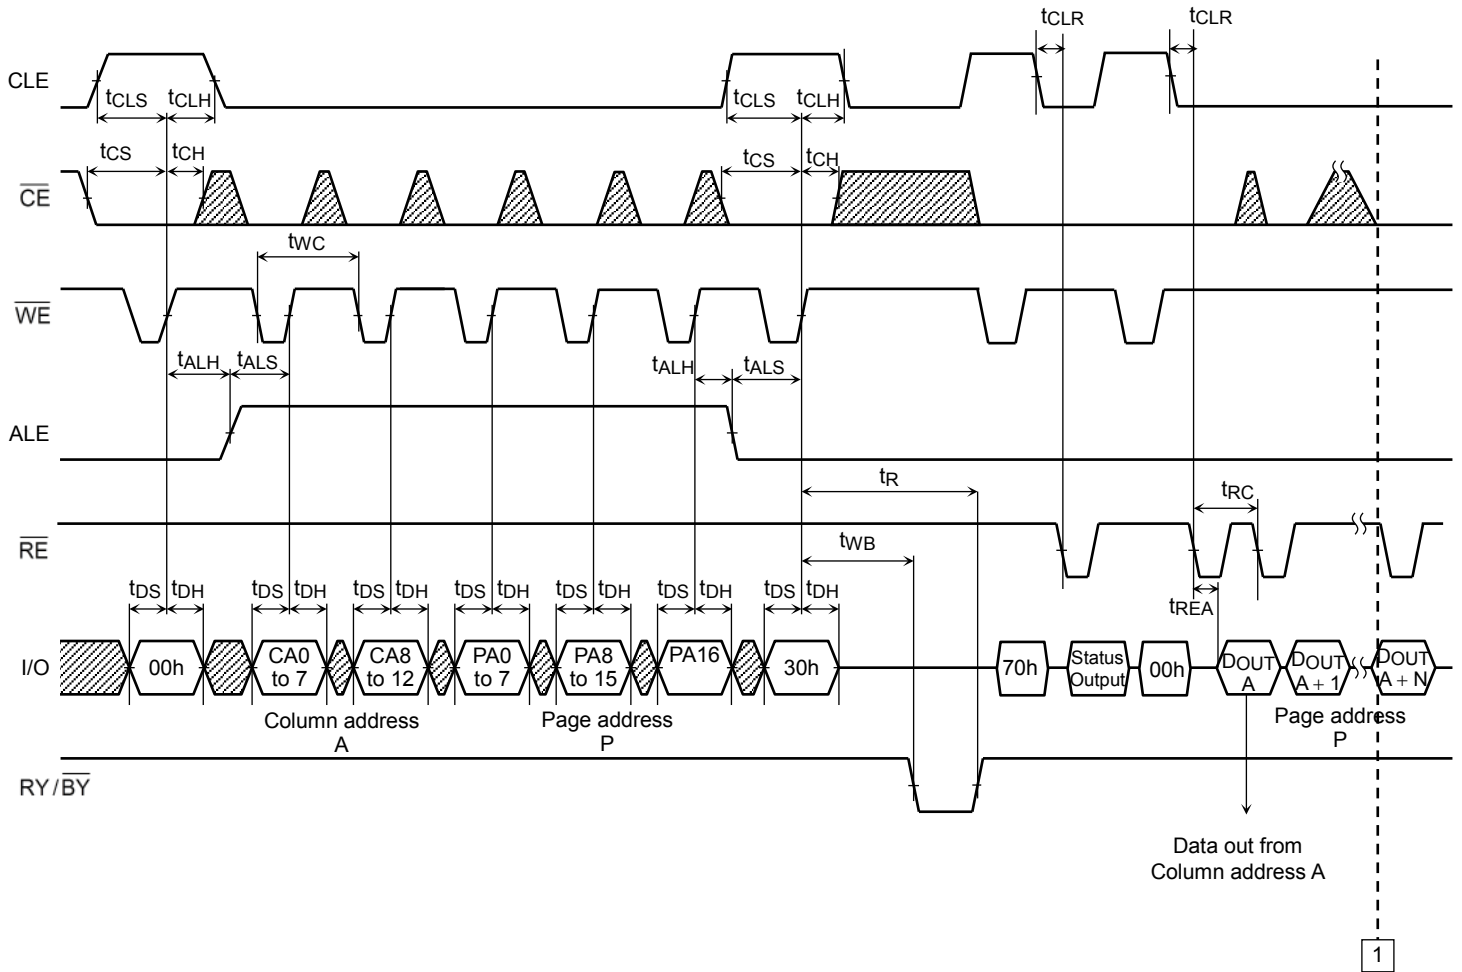 tCLR
tCLR
CLE
tCLS
tCLH
tCLS
tCLH
tCS
tCH
tCS
tCH
CE
tWC
WE
tALH
tALS
tALH
tALS
ALE
tR
tRC
RE
tWB
tDS
tDH
tDS
tDH
tDS
tDH
tDS
tDH
tDS
tDH
tDS
tDH
tDS
tDH
tREA
I/O
00h
CA0
to 7
CA8
to 12
PA0
to 7
PA8
to 15
PA16
30h
70h
Status
Output
00h
DOUT
A
DOUT
A + 1
DOUT
A + N
Column address
A
Page address
P
Page address
P
RY/BY
Data out from
Column address A
1